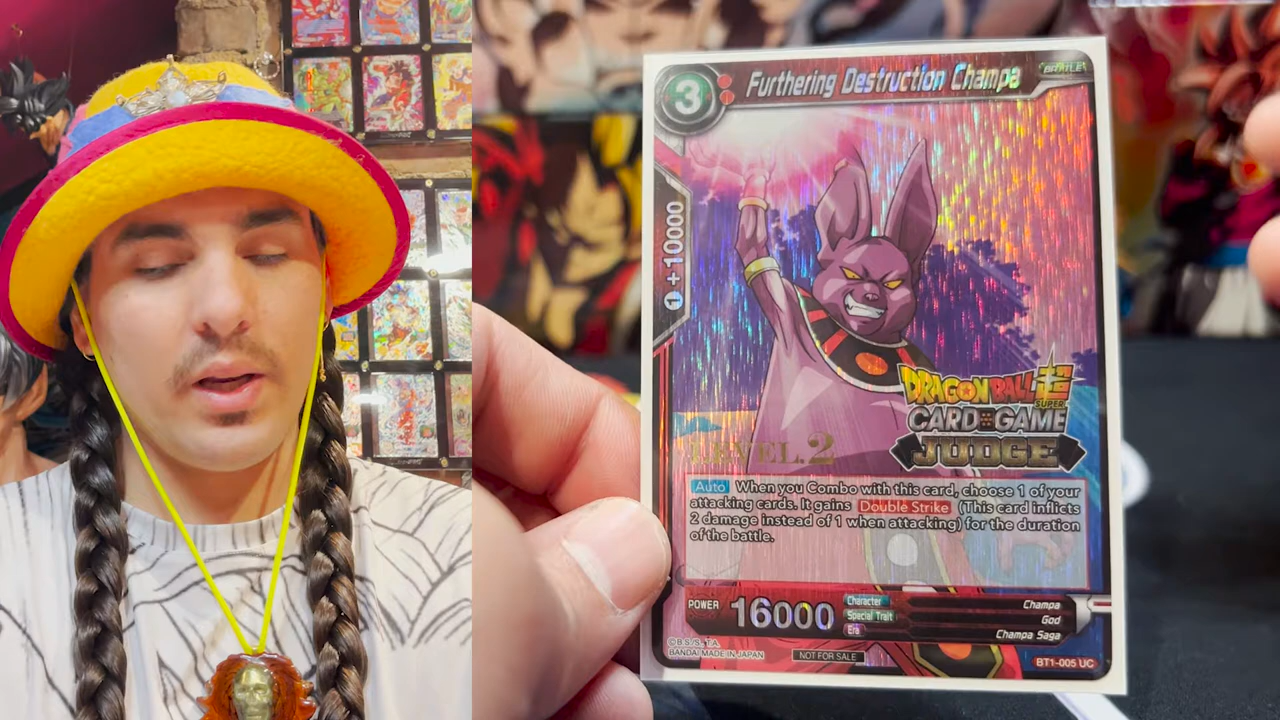 3
Furthering Destruction Champa
BATTLE
1 +10000
DRAGONBALL
SUPER
CARD GAME
JUDGE
LEVEL.2
Auto When you Combo with this card, choose 1 of your
attacking cards. It gains Double Strike (This card inflicts
2 damage instead of 1 when attacking) for the duration
of the battle.
POWER 16000
Character Champa
Special Trait God
Era Champa Saga
©B.S./S., T.A.
BANDAI MADE IN JAPAN
NOT FOR SALE
BT1-005 UC